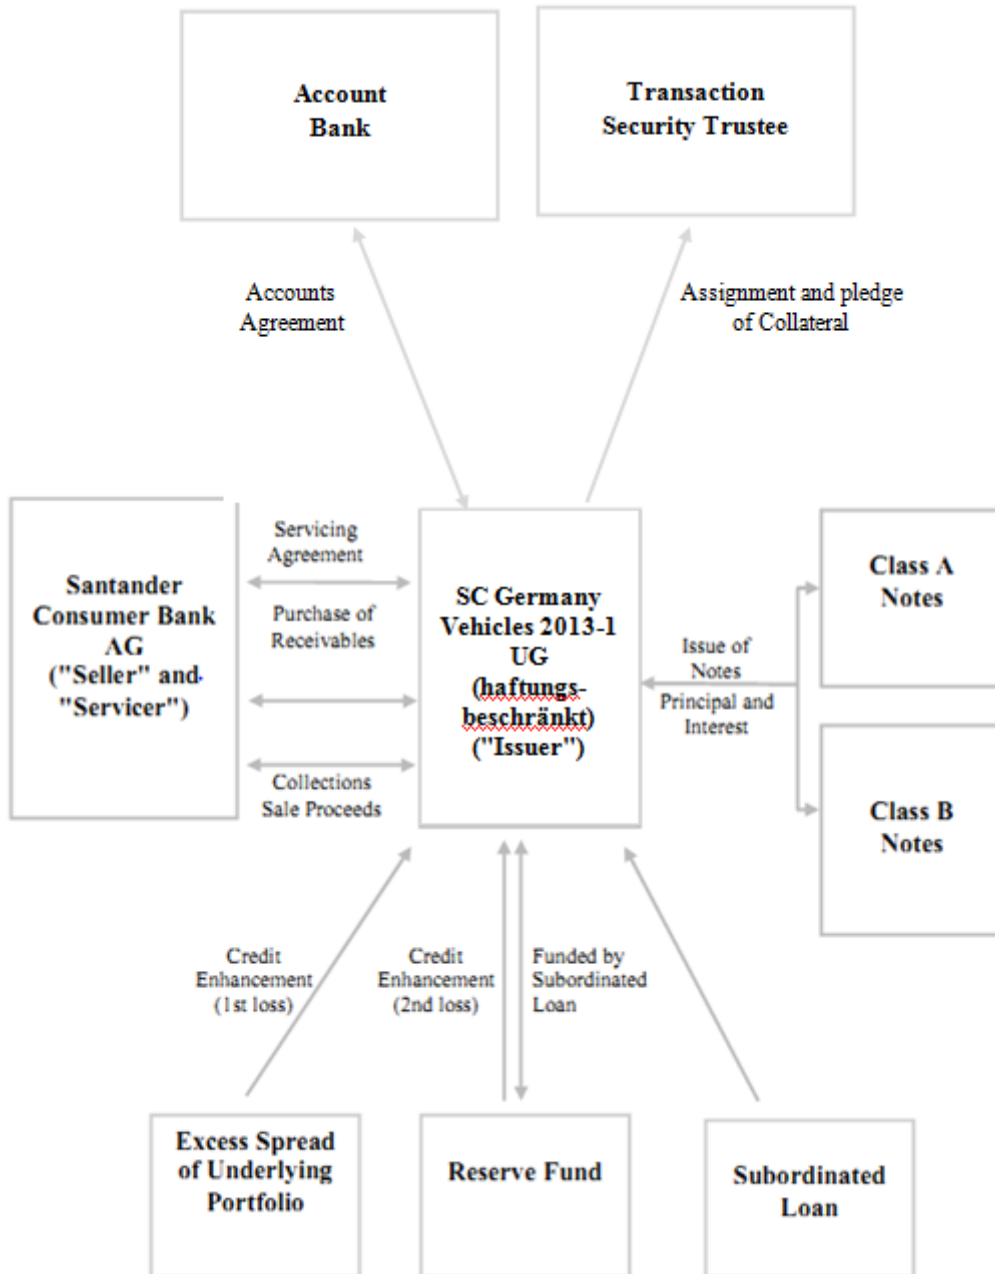 Account
Bank
Transaction
Security Trustee
Accounts
Agreement
Assignment and pledge
of Collateral
Santander
Consumer Bank
AG
("Seller" and
"Servicer")
Servicing
Agreement
Purchase of
Receivables
Collections
Sale Proceeds
SC Germany
Vehicles 2013-1
UG
(haftungs-
beschränkt)
("Issuer")
Issue of
Notes
Principal and
Interest
Class A
Notes
Class B
Notes
Credit
Enhancement
(1st loss)
Credit
Enhancement
(2nd loss)
Funded by
Subordinated
Loan
Excess Spread
of Underlying
Portfolio
Reserve Fund
Subordinated
Loan